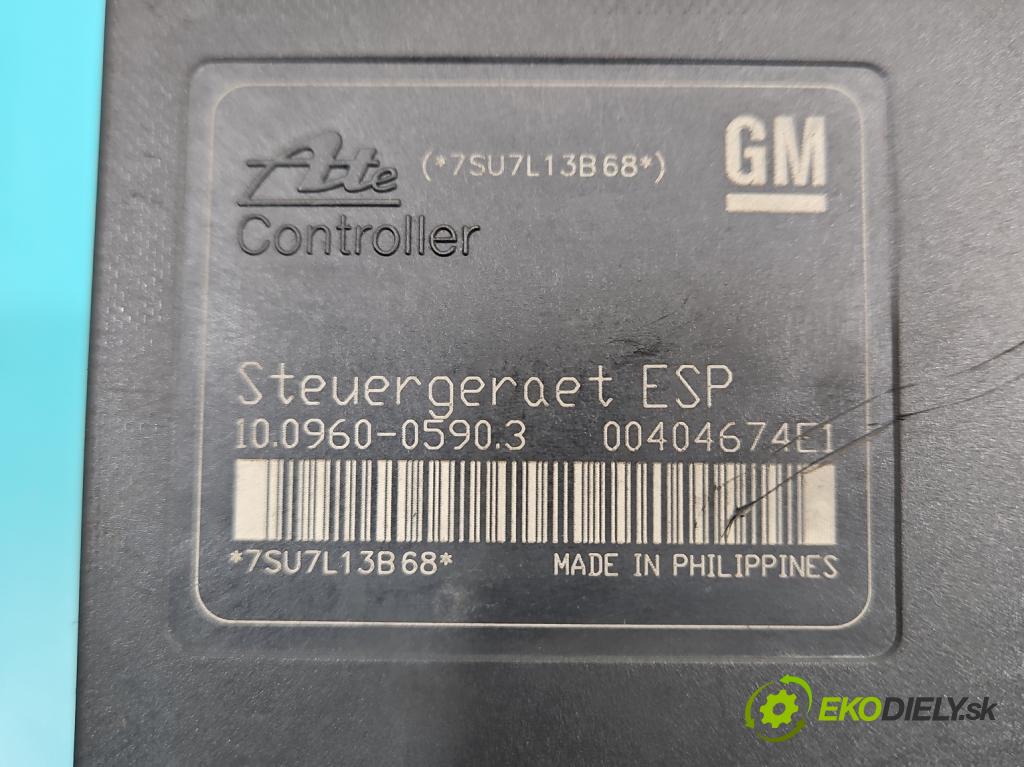 Ate (*7SU7L13B68*) GM
Controller
Steuergeraet ESP
10.0960-0590.3 00404674E1
*7SU7L13B68* MADE IN PHILIPPINES
EKODIELY.sk